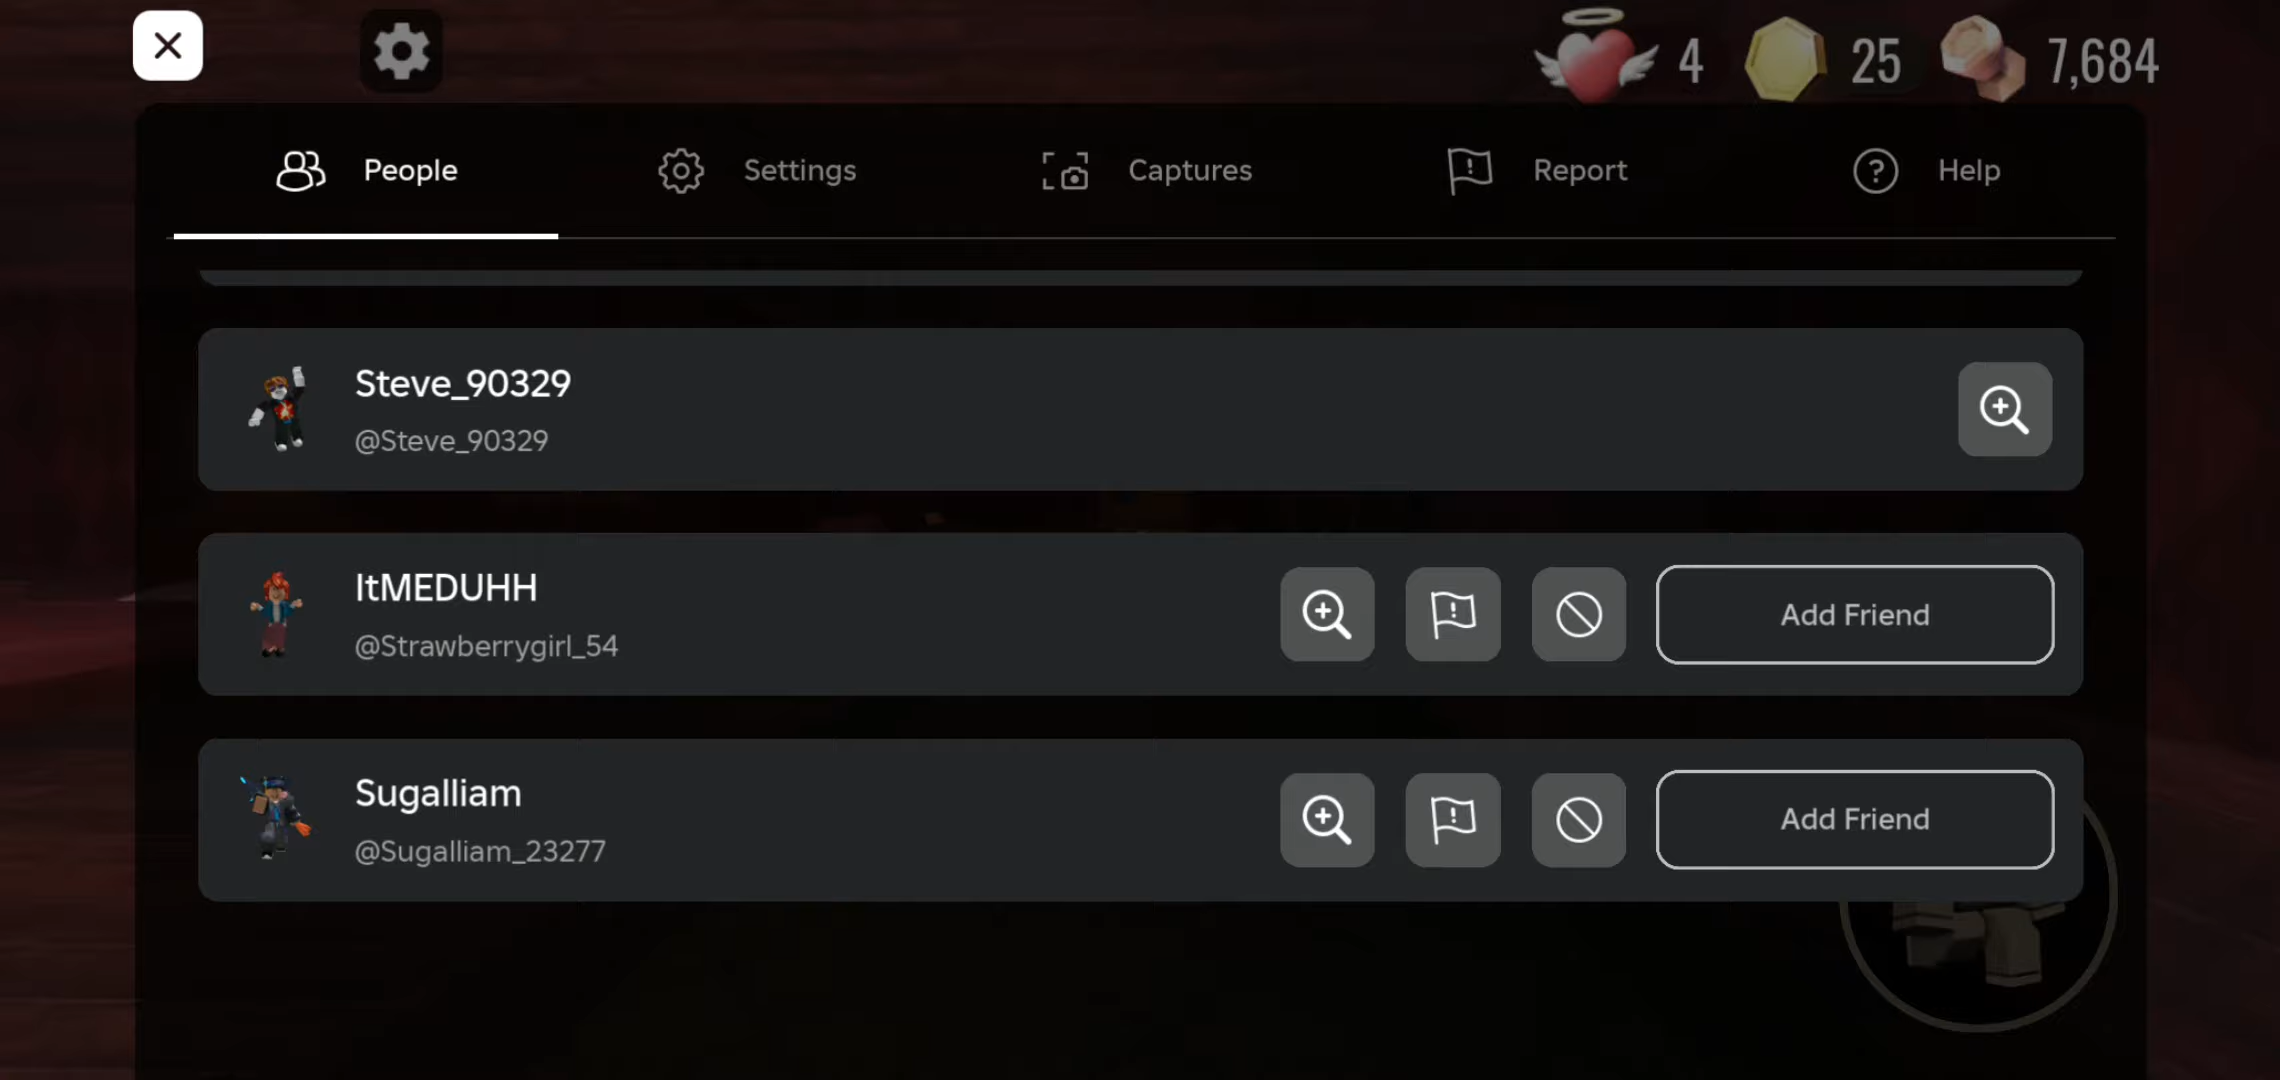 4 25 7,684
People Settings Captures Report Help
Steve_90329
@Steve_90329
ItMEDUHH
@Strawberrygirl_54
Add Friend
Sugalliam
@Sugalliam_23277
Add Friend